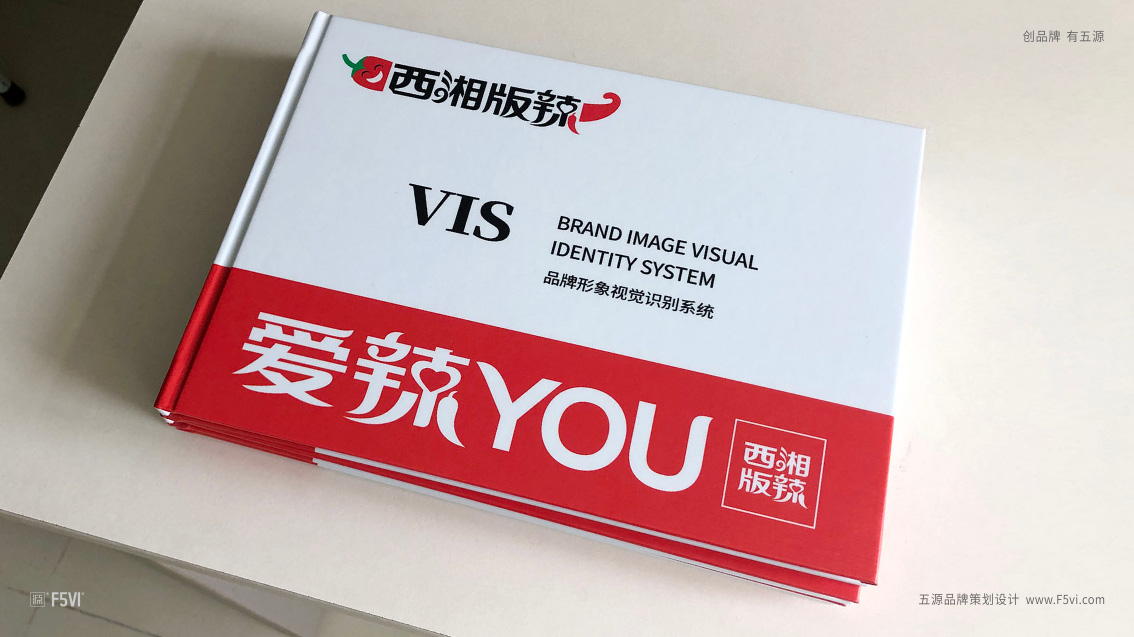 创品牌 有五源
西湘版辣
VIS
BRAND IMAGE VISUAL
IDENTITY SYSTEM
品牌形象视觉识别系统
爱辣YOU
西湘
版辣
F5VI
五源品牌策划设计 www.F5vi.com